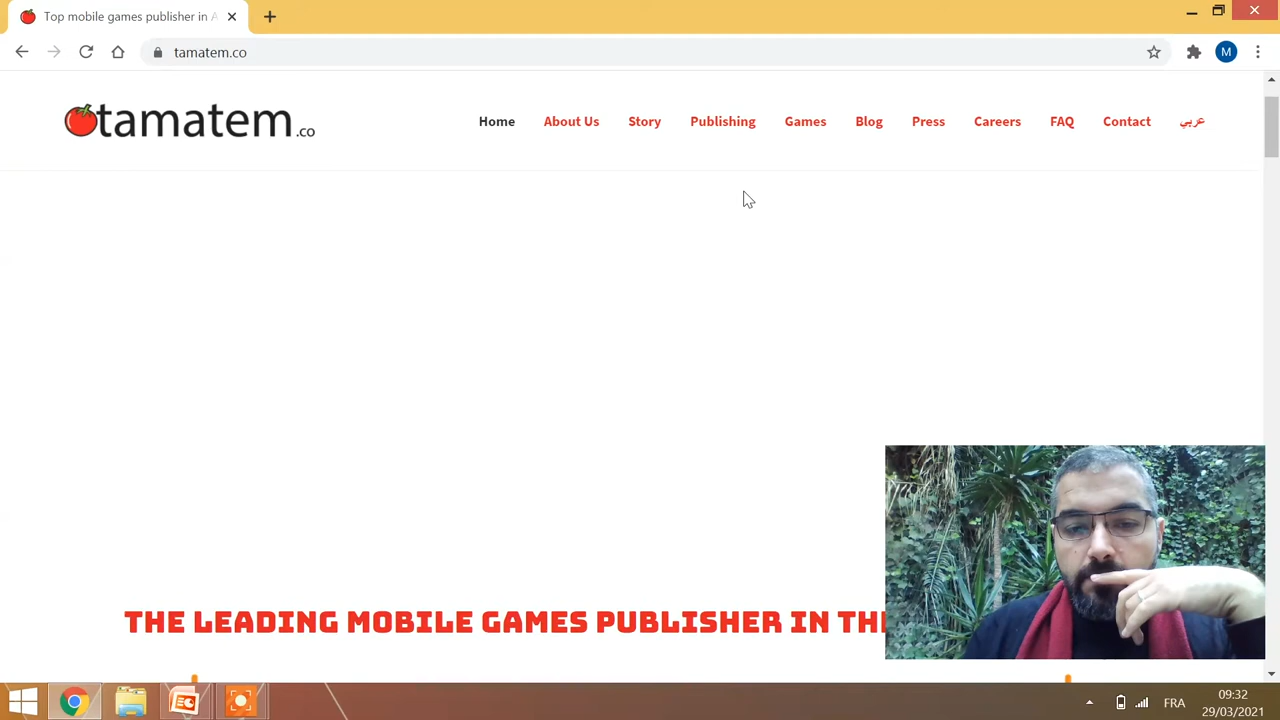 Top mobile games publisher in A
tamatem.co
M
tamatem.co
Home
About Us
Story
Publishing
Games
Blog
Press
Careers
FAQ
Contact
عربي
THE LEADING MOBILE GAMES PUBLISHER IN TH
FRA
09:32
29/03/2021